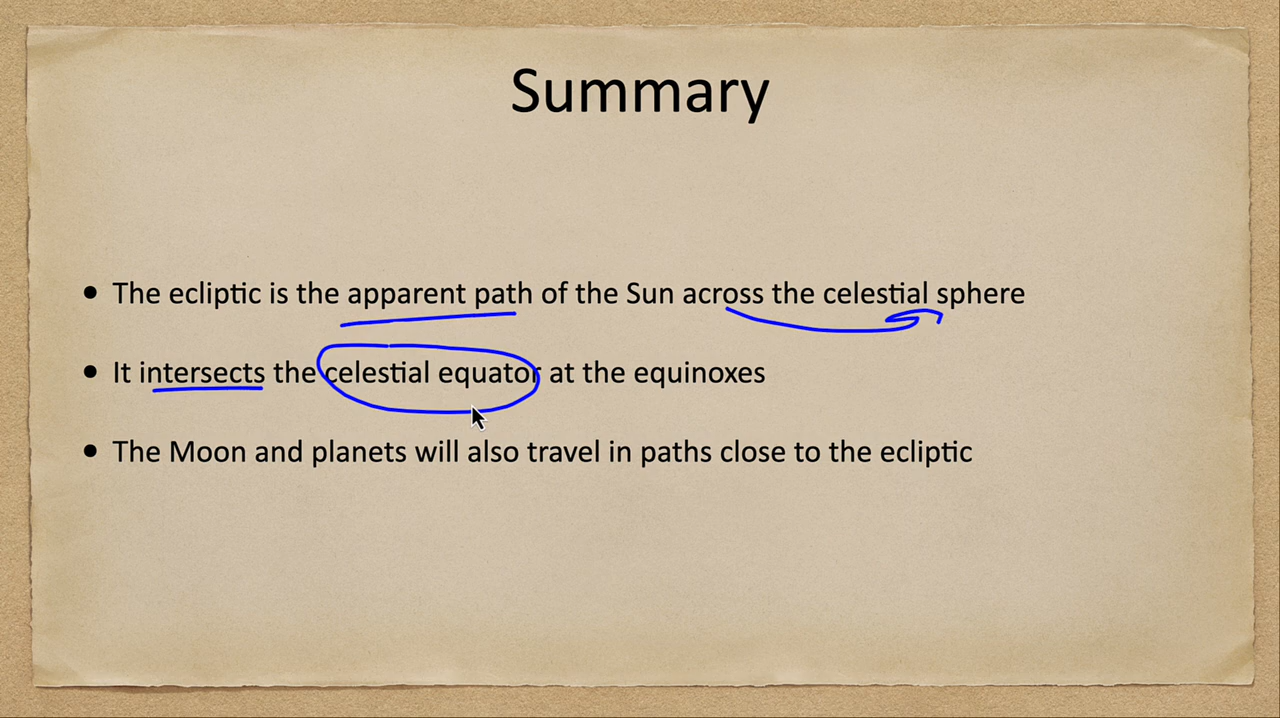 Summary
• The ecliptic is the apparent path of the Sun across the celestial sphere
• It intersects the celestial equator at the equinoxes
• The Moon and planets will also travel in paths close to the ecliptic